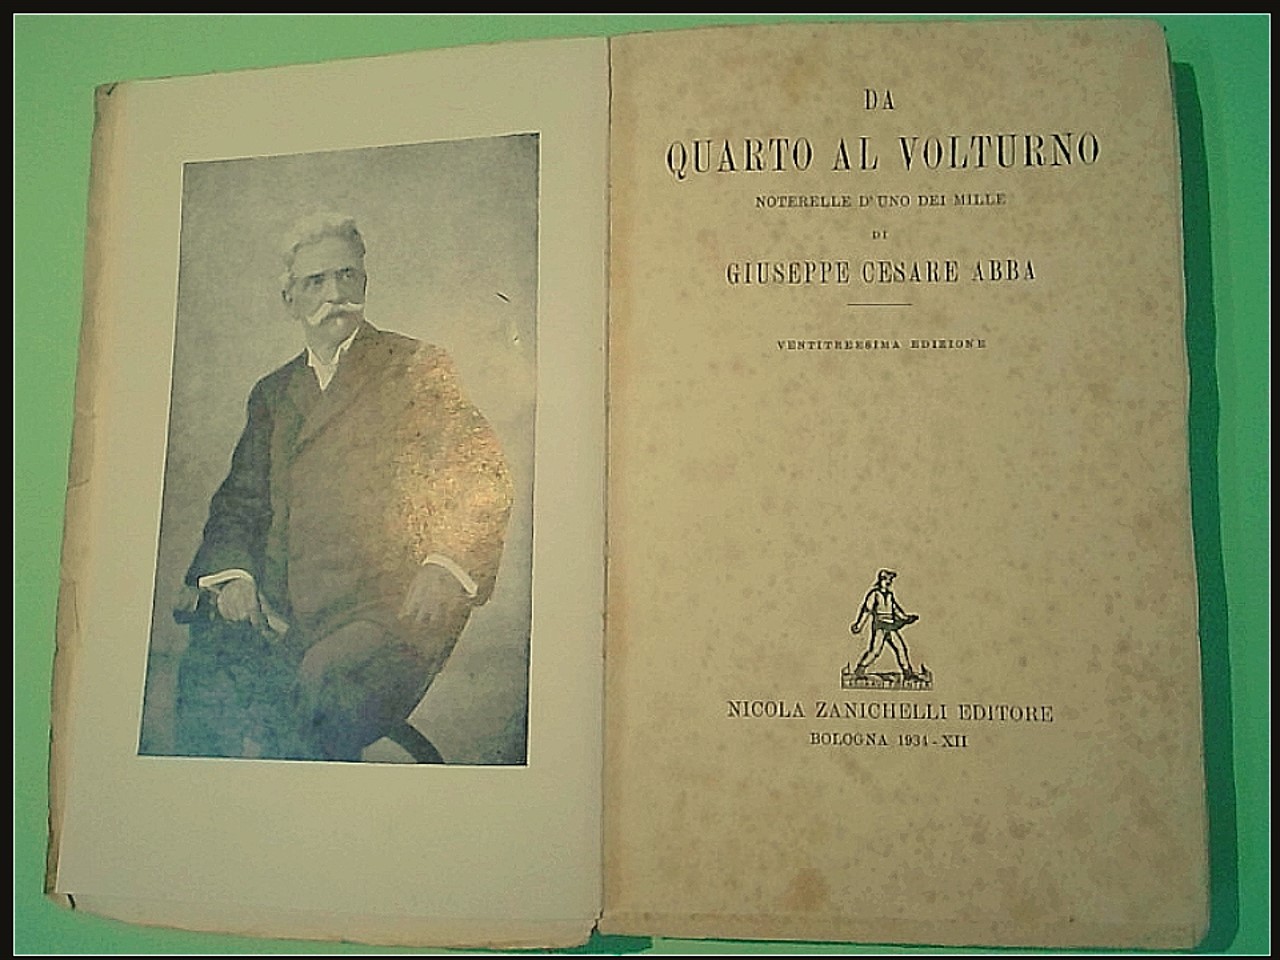 DA
QUARTO AL VOLTURNO
NOTERELLE D'UNO DEI MILLE
DI
GIUSEPPE CESARE ABBA
VENTITREESIMA EDIZIONE
NICOLA ZANICHELLI EDITORE
BOLOGNA 1934-XII